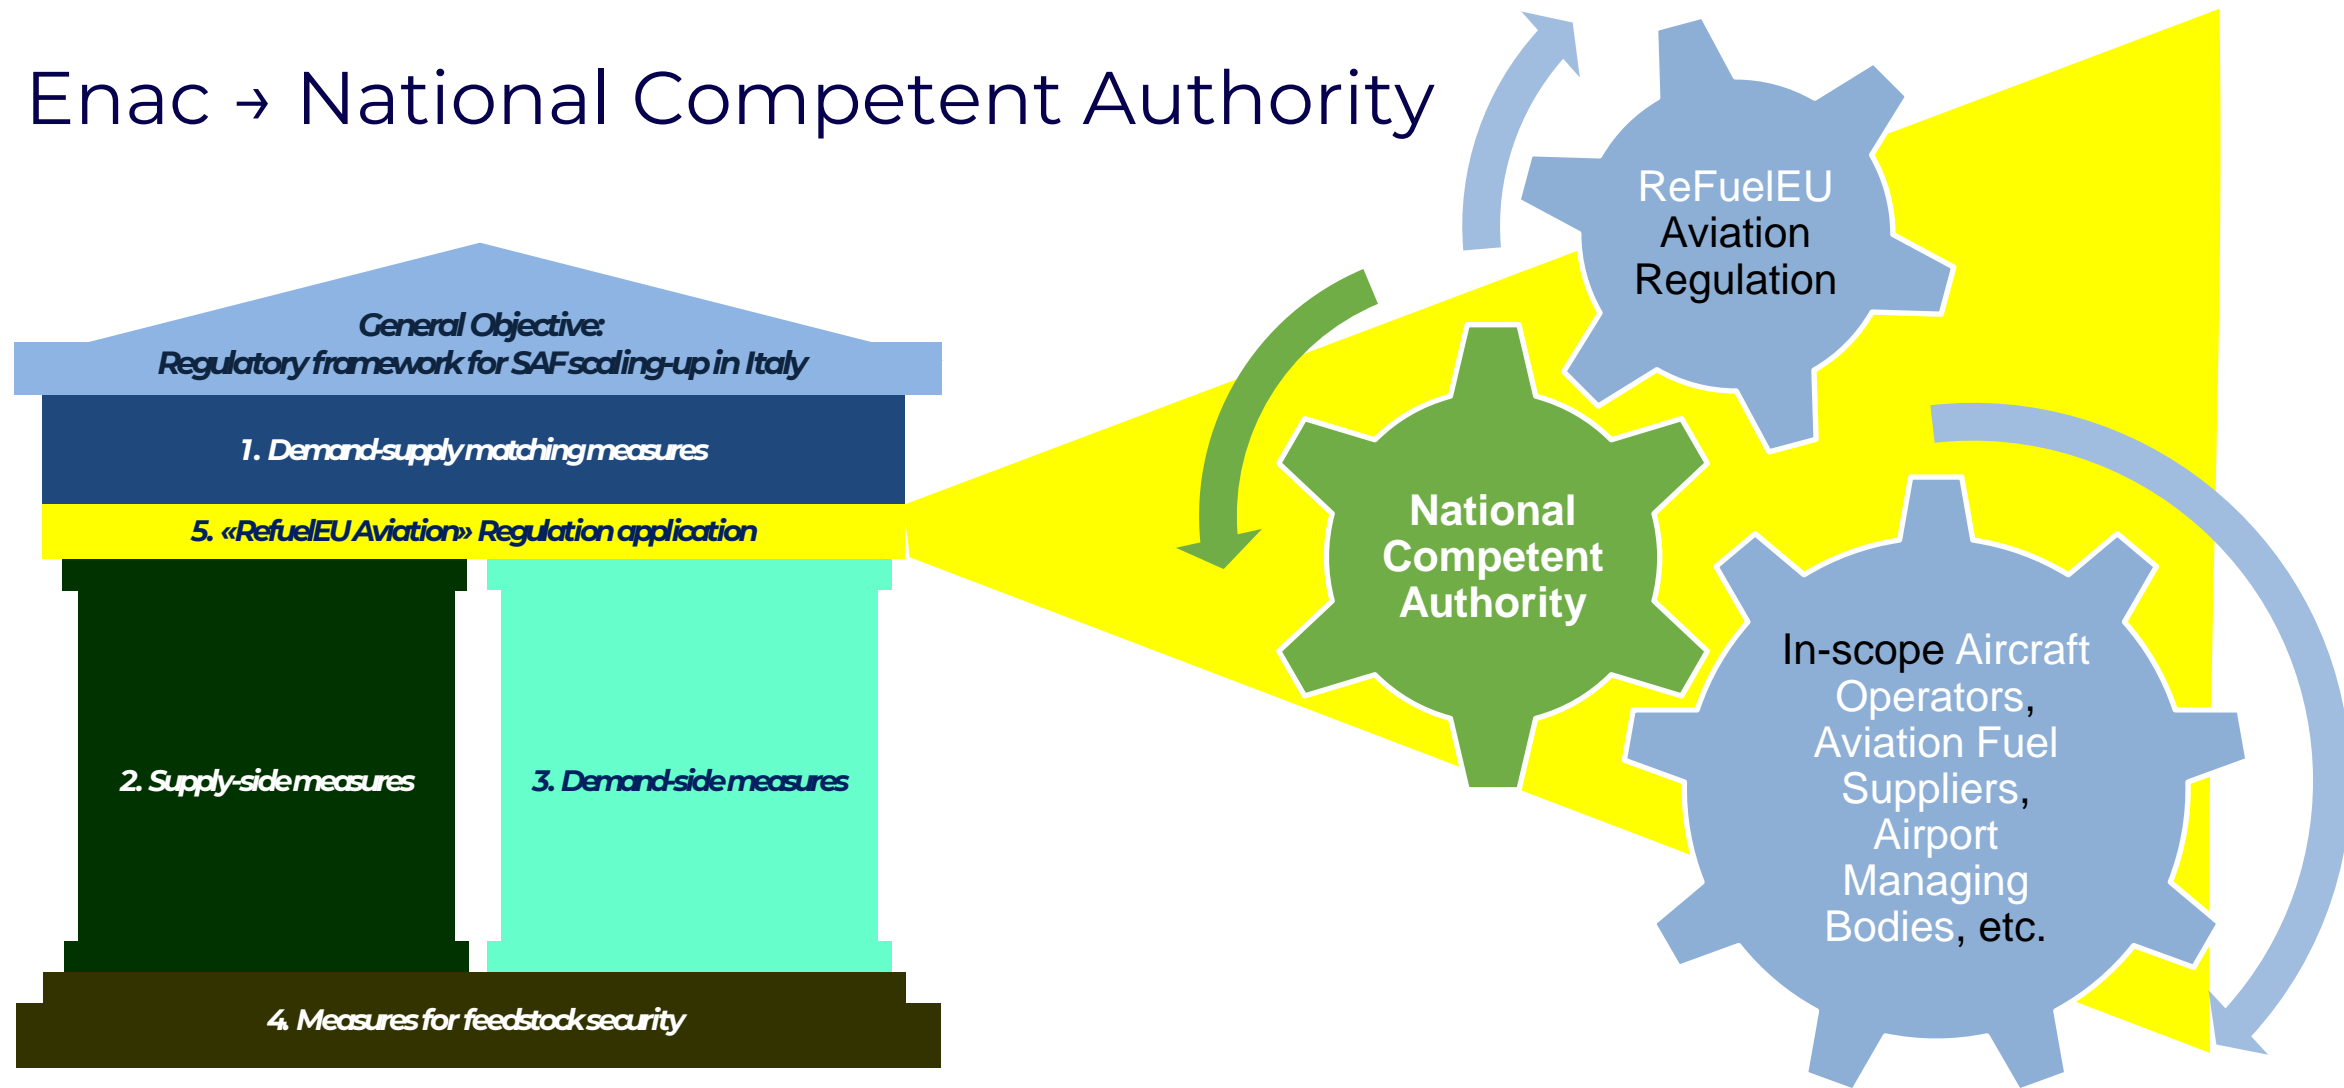 Enac → National Competent Authority
General Objective:
Regulatory framework for SAF scaling-up in Italy
1. Demand-supply matching measures
5. «RefuelEU Aviation» Regulation application
2. Supply-side measures
3. Demand-side measures
4. Measures for feedstock security
ReFuelEU
Aviation
Regulation
National
Competent
Authority
In-scope Aircraft
Operators,
Aviation Fuel
Suppliers,
Airport
Managing
Bodies, etc.